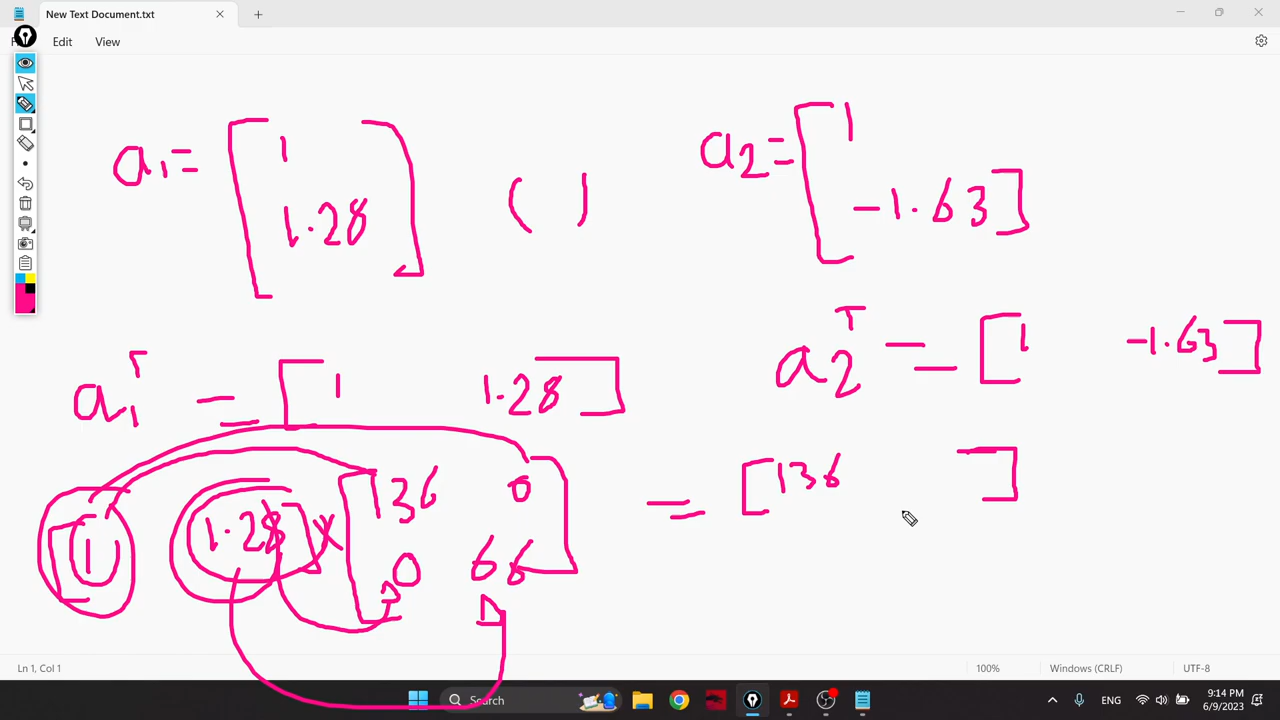 New Text Document.txt
Edit View
a1= [ 1
1.28 ]
( )
a2= [ 1
-1.63 ]
a1^T = [ 1 1.28 ]
a2^T = [ 1 -1.63 ]
[ 1 1.28 ] x [ 136 0
0 66 ]
= [ 136 ]
Ln 1, Col 1 100% Windows (CRLF) UTF-8
Search ENG 9:14 PM
6/9/2023